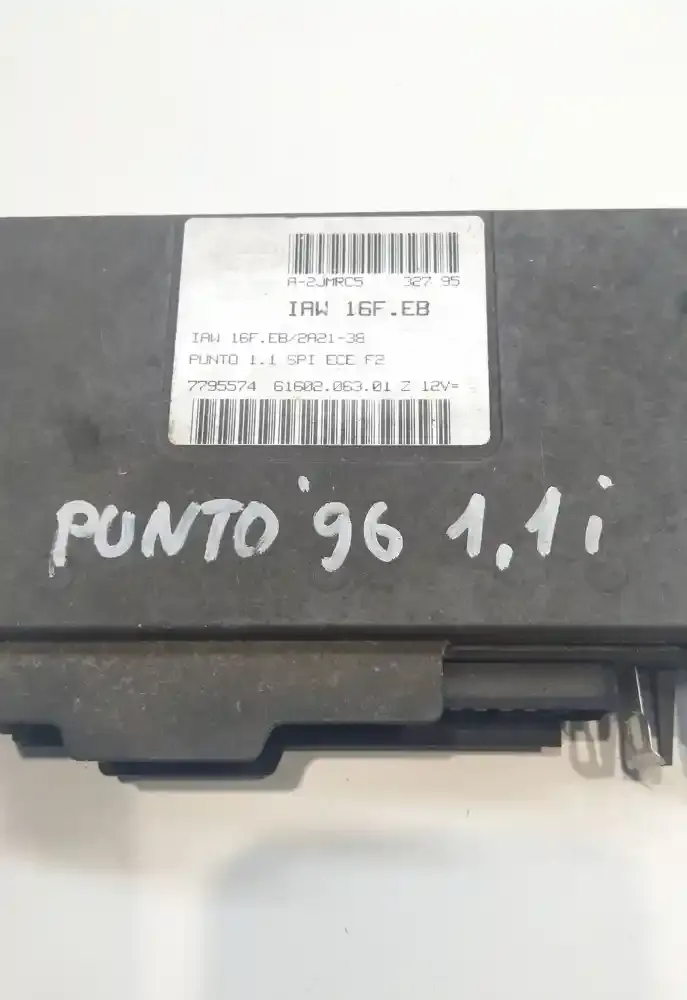 A-2JMRC5 327 95
IAW 16F.EB
IAW 16F.EB/2A21-38
PUNTO 1.1 SPI ECE F2
7795574 61602.063.01 Z 12V=
PUNTO '96 1,1i